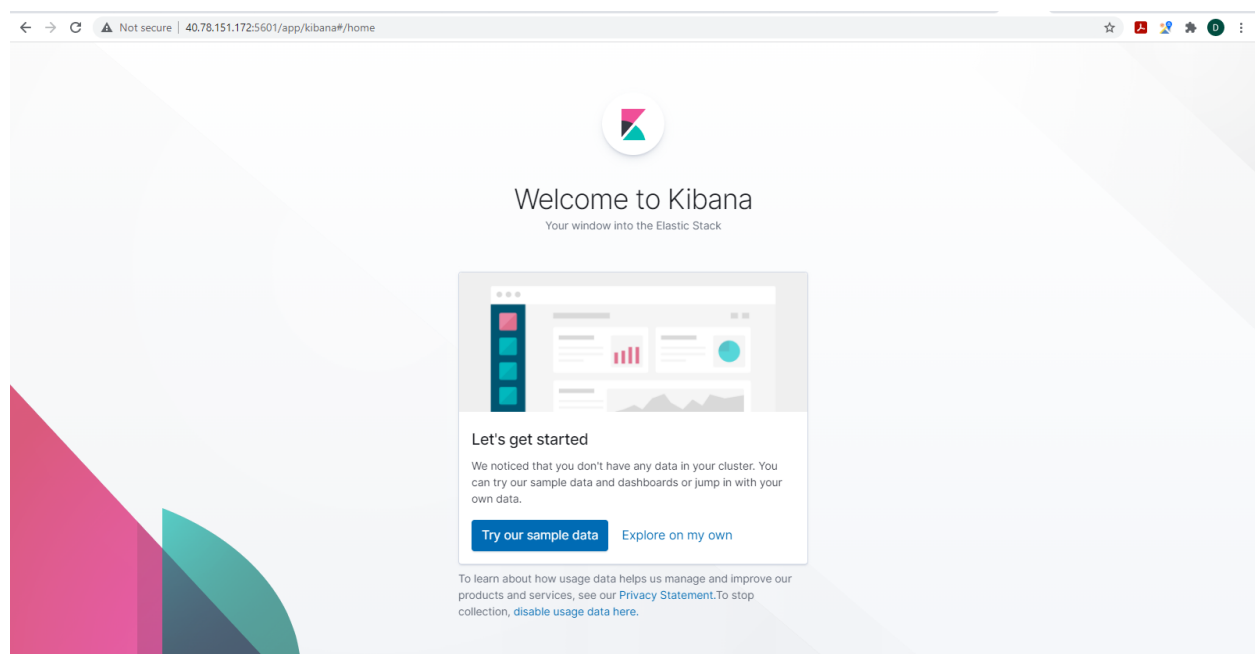 Not secure | 40.78.151.172:5601/app/kibana#/home
D
Welcome to Kibana
Your window into the Elastic Stack
Let's get started
We noticed that you don't have any data in your cluster. You
can try our sample data and dashboards or jump in with your
own data.
Try our sample data Explore on my own
To learn about how usage data helps us manage and improve our
products and services, see our Privacy Statement.To stop
collection, disable usage data here.